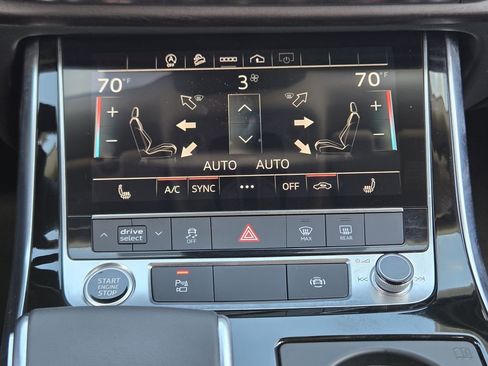 70°F 3 70°F
+ +
− −
AUTO AUTO
A/C SYNC ••• OFF
drive select OFF MAX REAR
START ENGINE STOP